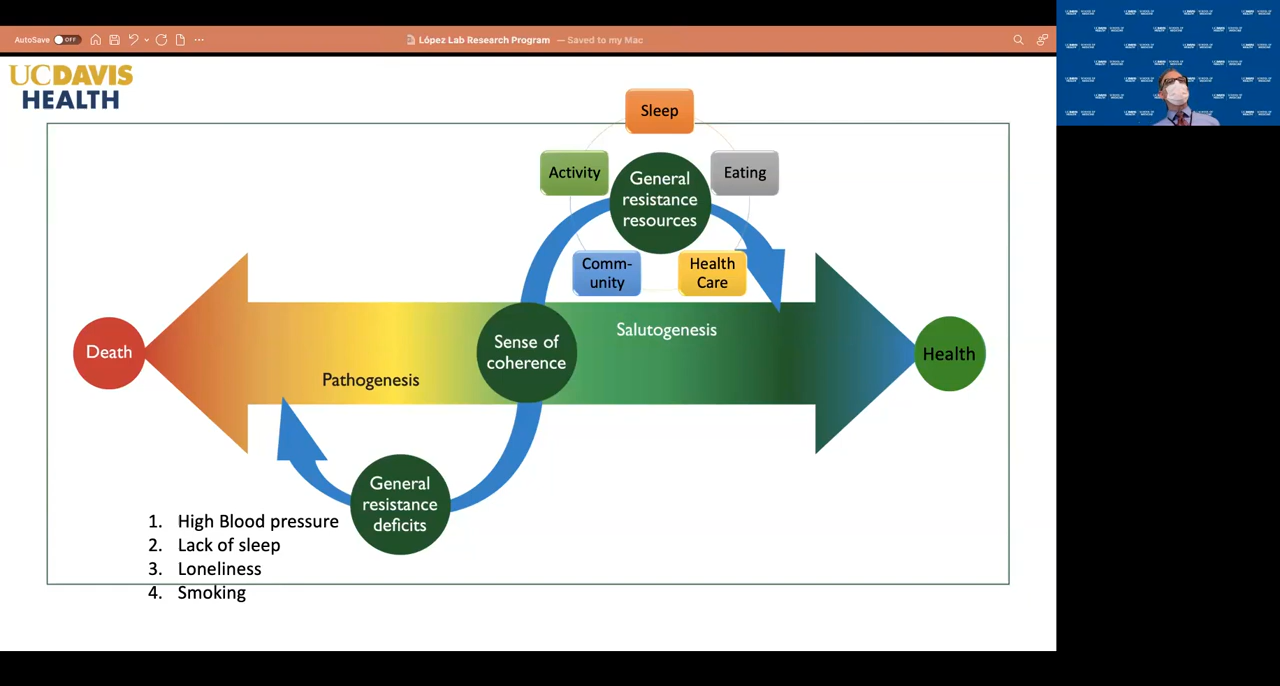 AutoSave OFF
López Lab Research Program — Saved to my Mac
UCDAVIS
HEALTH
Sleep
Activity
Eating
General
resistance
resources
Comm-
unity
Health
Care
Salutogenesis
Sense of
coherence
Death
Health
Pathogenesis
General
resistance
deficits
1. High Blood pressure
2. Lack of sleep
3. Loneliness
4. Smoking